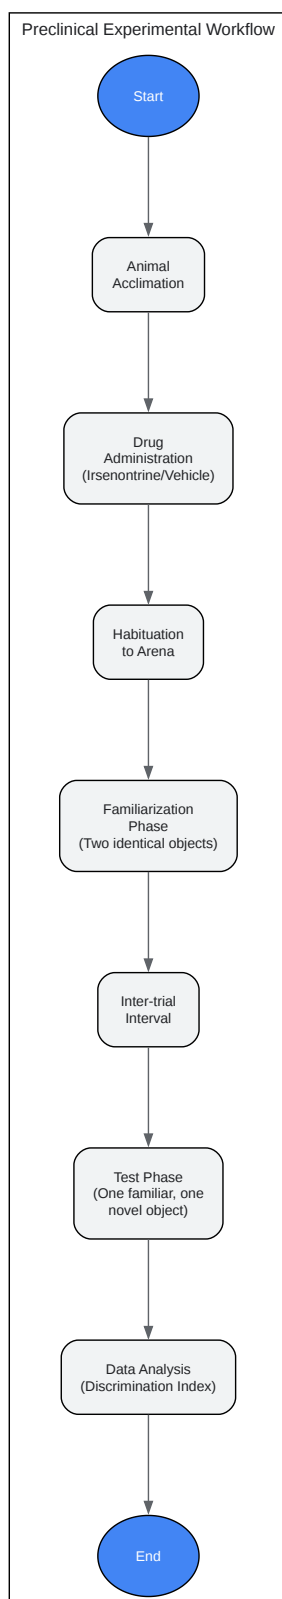 Preclinical Experimental Workflow
Start
Animal
Acclimation
Drug
Administration
(Irsenontrine/Vehicle)
Habituation
to Arena
Familiarization
Phase
(Two identical objects)
Inter-trial
Interval
Test Phase
(One familiar, one
novel object)
Data Analysis
(Discrimination Index)
End